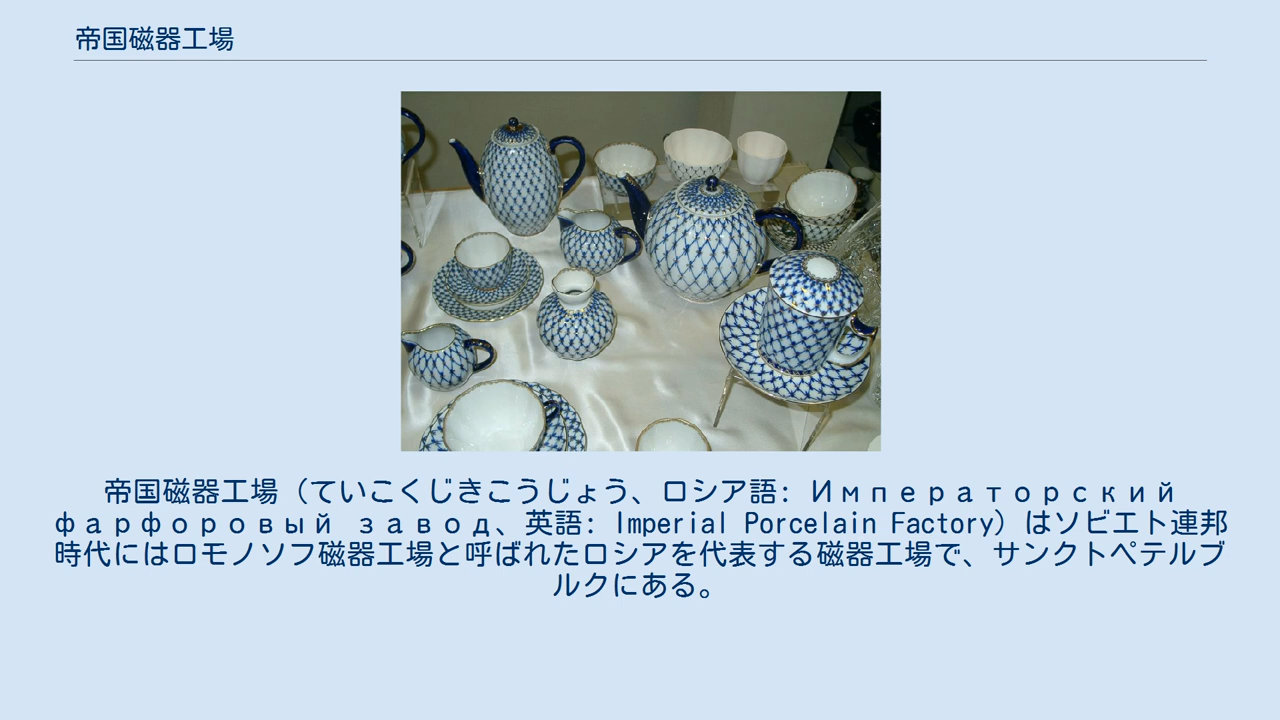 帝国磁器工場
帝国磁器工場（ていこくじきこうじょう、ロシア語: Императорский
фарфоровый завод、英語: Imperial Porcelain Factory）はソビエト連邦
時代にはロモノソフ磁器工場と呼ばれたロシアを代表する磁器工場で、サンクトペテルブ
ルクにある。